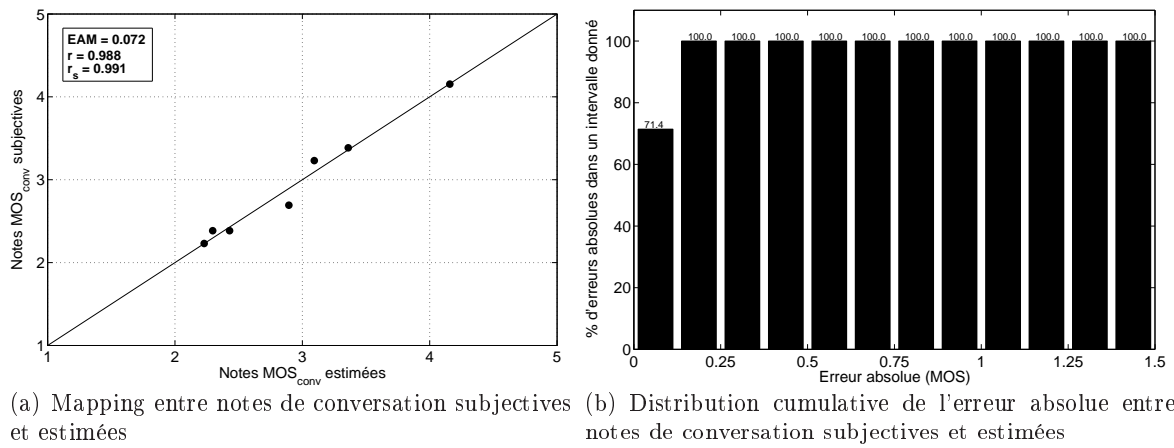 EAM = 0.072
r = 0.988
r_s = 0.991
5
4
3
2
1
Notes MOS_conv subjectives
1 2 3 4 5
Notes MOS_conv estimées
% d'erreurs absolues dans un intervalle donné
100
80
60
40
20
0
71.4 100.0 100.0 100.0 100.0 100.0 100.0 100.0 100.0 100.0 100.0 100.0
0 0.25 0.5 0.75 1 1.25 1.5
Erreur absolue (MOS)
(a) Mapping entre notes de conversation subjectives
et estimées
(b) Distribution cumulative de l'erreur absolue entre
notes de conversation subjectives et estimées